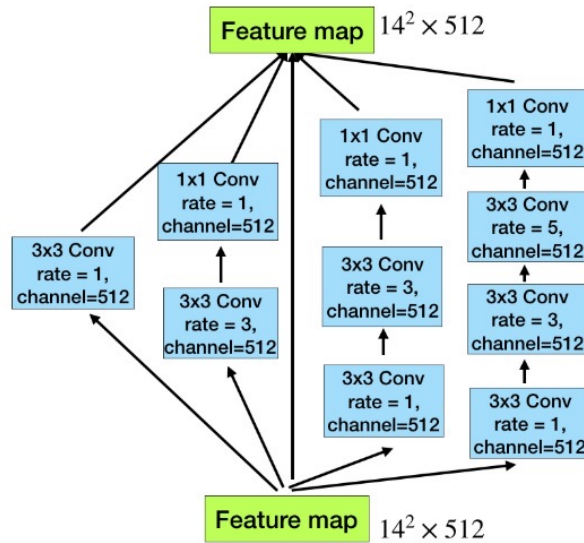 Feature map 14² × 512
1x1 Conv
rate = 1,
channel=512
1x1 Conv
rate = 1,
channel=512
1x1 Conv
rate = 1,
channel=512
3x3 Conv
rate = 5,
channel=512
3x3 Conv
rate = 1,
channel=512
3x3 Conv
rate = 3,
channel=512
3x3 Conv
rate = 3,
channel=512
3x3 Conv
rate = 3,
channel=512
3x3 Conv
rate = 1,
channel=512
3x3 Conv
rate = 1,
channel=512
Feature map 14² × 512